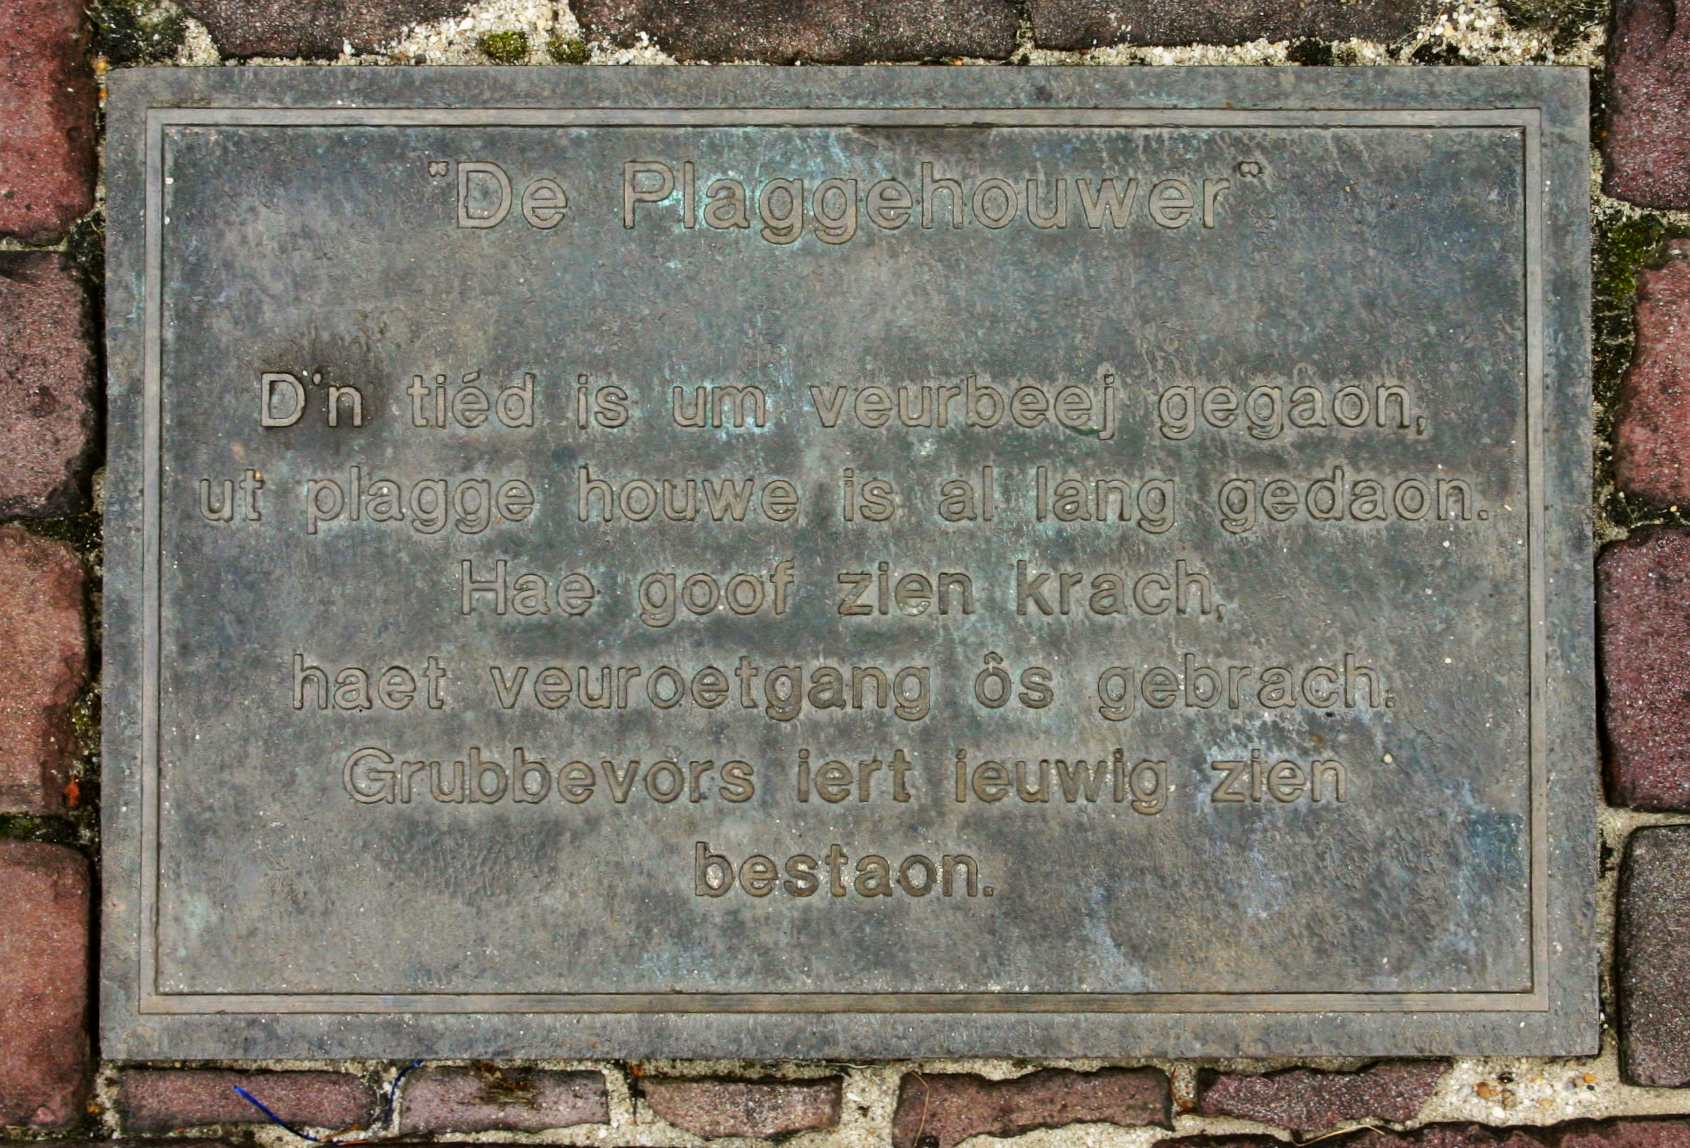 "De Plaggehouwer"
D'n tiéd is um veurbeej gegaon,
ut plagge houwe is al lang gedaon.
Hae goof zien krach,
haet veuroetgang ôs gebrach.
Grubbevors iert ieuwig zien
bestaon.